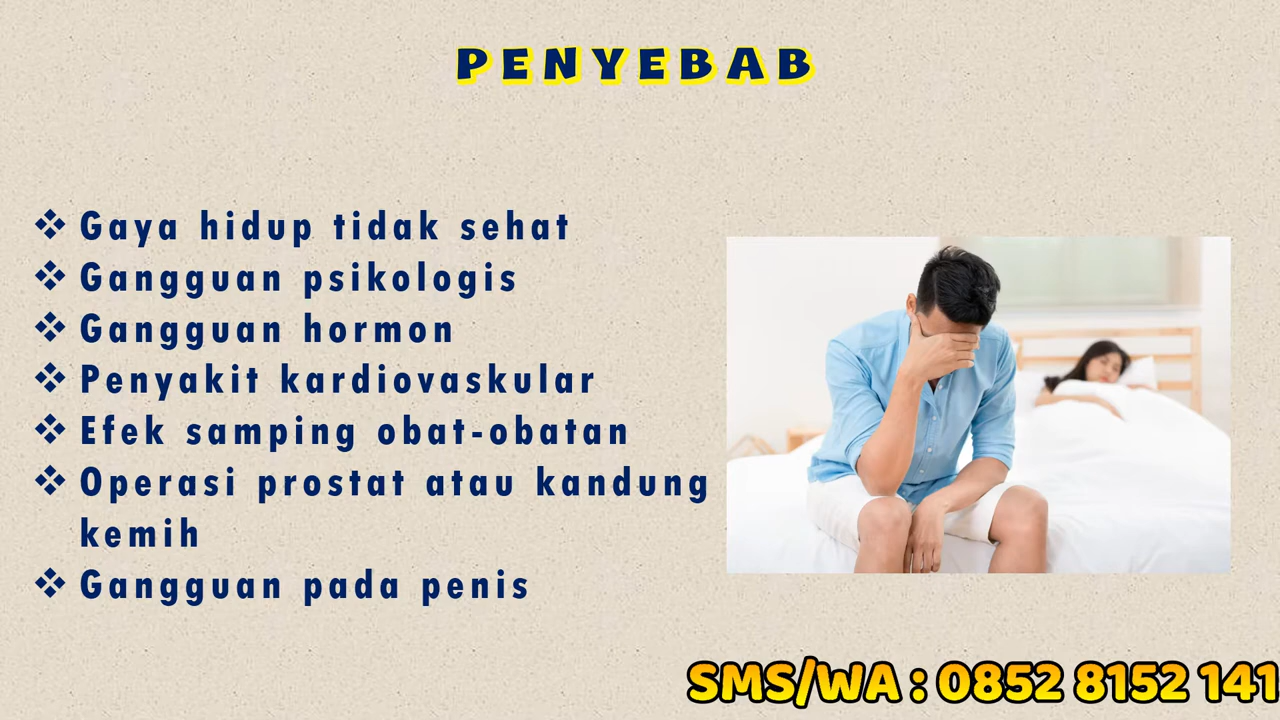 PENYEBAB
❖ Gaya hidup tidak sehat
❖ Gangguan psikologis
❖ Gangguan hormon
❖ Penyakit kardiovaskular
❖ Efek samping obat-obatan
❖ Operasi prostat atau kandung
kemih
❖ Gangguan pada penis
SMS/WA : 0852 8152 141